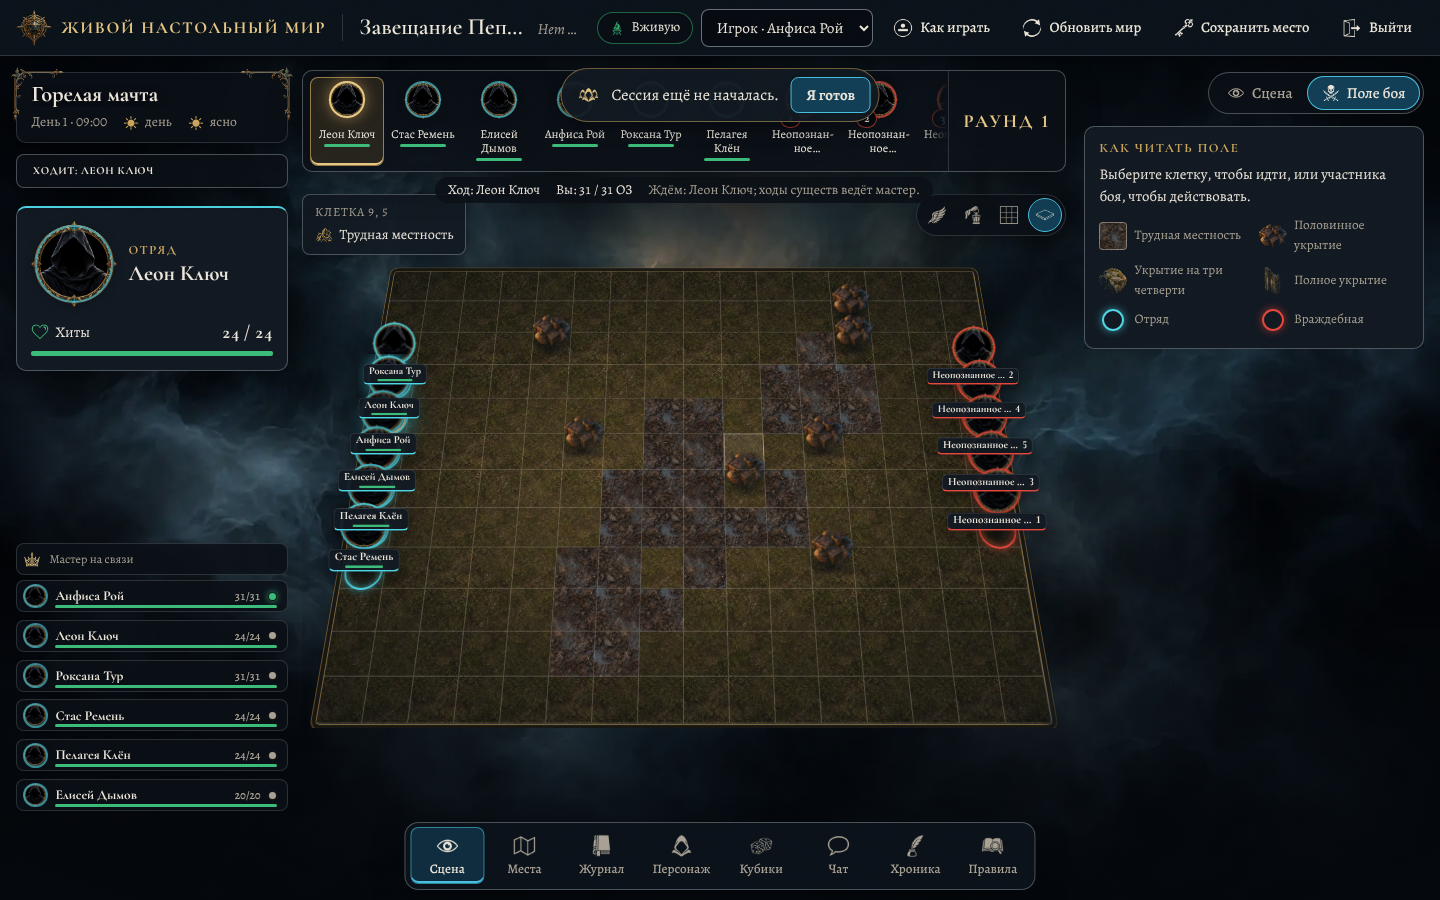 ЖИВОЙ НАСТОЛЬНЫЙ МИР
Завещание Пеп...
Нет ...
Вживую
Игрок · Анфиса Рой
Как играть
Обновить мир
Сохранить место
Выйти
Горелая мачта
День 1 · 09:00
день
ясно
ХОДИТ: ЛЕОН КЛЮЧ
ОТРЯД
Леон Ключ
Хиты
24 / 24
Мастер на связи
Анфиса Рой 31/31
Леон Ключ 24/24
Роксана Тур 31/31
Стас Ремень 24/24
Пелагея Клён 24/24
Елисей Дымов 20/20
Леон Ключ
Стас Ремень
Елисей
Дымов
Анфиса Рой
Роксана Тур
Пелагея
Клён
Неопознан-
ное...
2
Неопознан-
ное...
Сессия ещё не началась.
Я готов
РАУНД 1
Ход: Леон Ключ
Вы: 31 / 31 ОЗ
Ждём: Леон Ключ; ходы существ ведёт мастер.
КЛЕТКА 9, 5
Трудная местность
Роксана Тур
Леон Ключ
Анфиса Рой
Елисей Дымов
Пелагея Клён
Стас Ремень
Неопознанное ... 2
Неопознанное ... 4
Неопознанное ... 5
Неопознанное ... 3
Неопознанное ... 1
Сцена
Поле боя
КАК ЧИТАТЬ ПОЛЕ
Выберите клетку, чтобы идти, или участника
боя, чтобы действовать.
Трудная местность
Половинное
укрытие
Укрытие на три
четверти
Полное укрытие
Отряд
Враждебная
Сцена
Места
Журнал
Персонаж
Кубики
Чат
Хроника
Правила